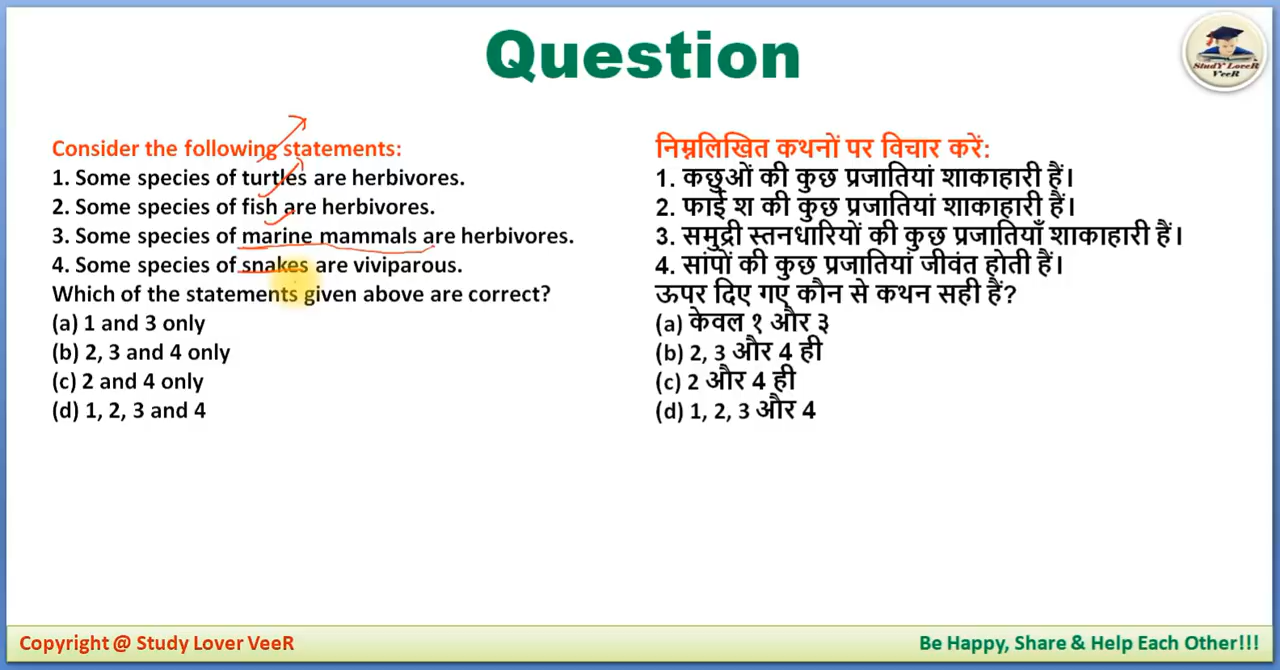 Question
StudY LoveR
VeeR
Consider the following statements:
1. Some species of turtles are herbivores.
2. Some species of fish are herbivores.
3. Some species of marine mammals are herbivores.
4. Some species of snakes are viviparous.
Which of the statements given above are correct?
(a) 1 and 3 only
(b) 2, 3 and 4 only
(c) 2 and 4 only
(d) 1, 2, 3 and 4
निम्नलिखित कथनों पर विचार करें:
1. कछुओं की कुछ प्रजातियां शाकाहारी हैं।
2. फाई श की कुछ प्रजातियां शाकाहारी हैं।
3. समुद्री स्तनधारियों की कुछ प्रजातियाँ शाकाहारी हैं।
4. सांपों की कुछ प्रजातियां जीवंत होती हैं।
ऊपर दिए गए कौन से कथन सही हैं?
(a) केवल १ और ३
(b) 2, 3 और 4 ही
(c) 2 और 4 ही
(d) 1, 2, 3 और 4
Copyright @ Study Lover VeeR
Be Happy, Share & Help Each Other!!!